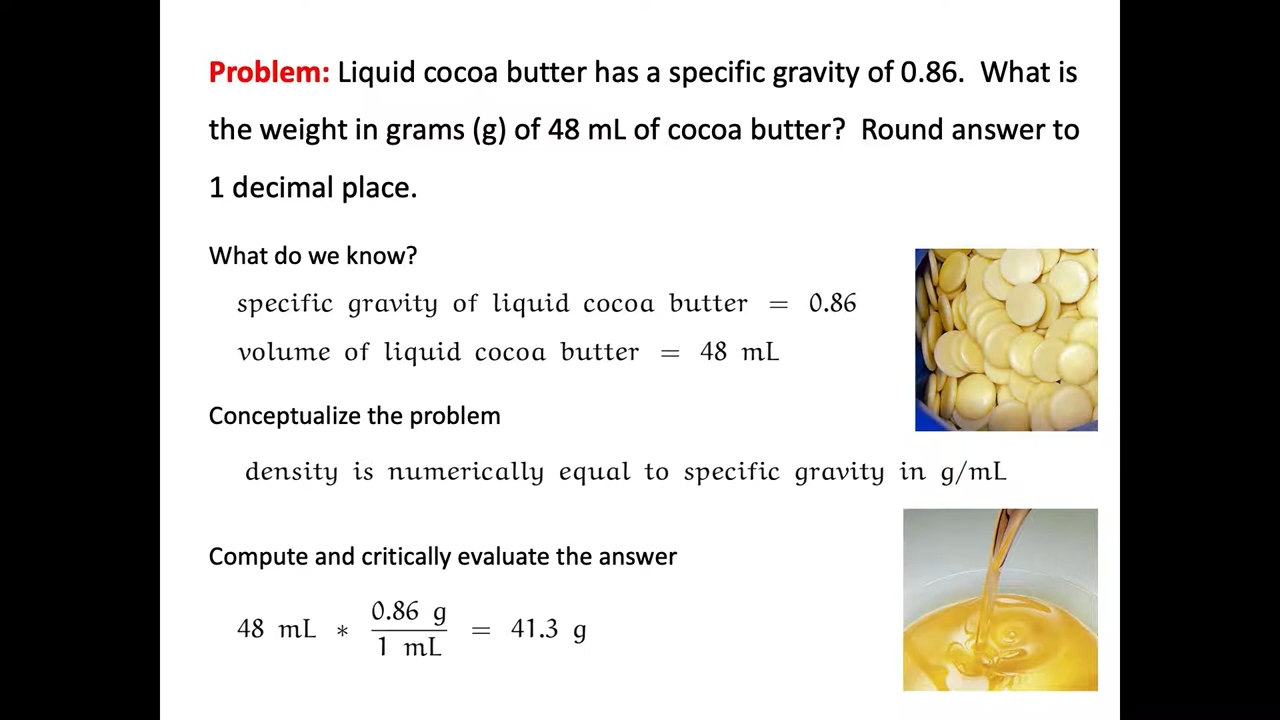 Problem: Liquid cocoa butter has a specific gravity of 0.86. What is
the weight in grams (g) of 48 mL of cocoa butter? Round answer to
1 decimal place.
What do we know?
specific gravity of liquid cocoa butter = 0.86
volume of liquid cocoa butter = 48 mL
Conceptualize the problem
density is numerically equal to specific gravity in g/mL
Compute and critically evaluate the answer
48 mL * 0.86 g / 1 mL = 41.3 g